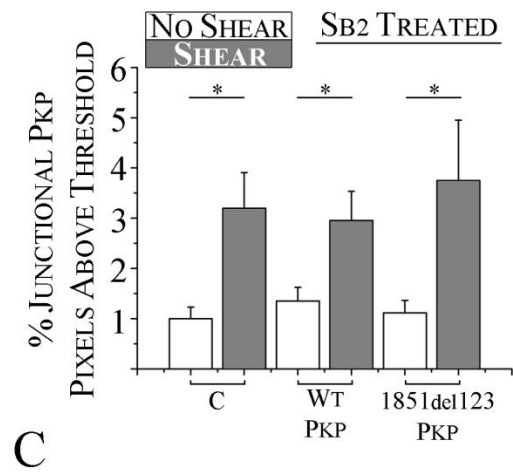 NO SHEAR
SHEAR
SB2 TREATED
% JUNCTIONAL PKP
PIXELS ABOVE THRESHOLD
6
5
4
3
2
1
*
*
*
C
WT
PKP
1851del123
PKP
C